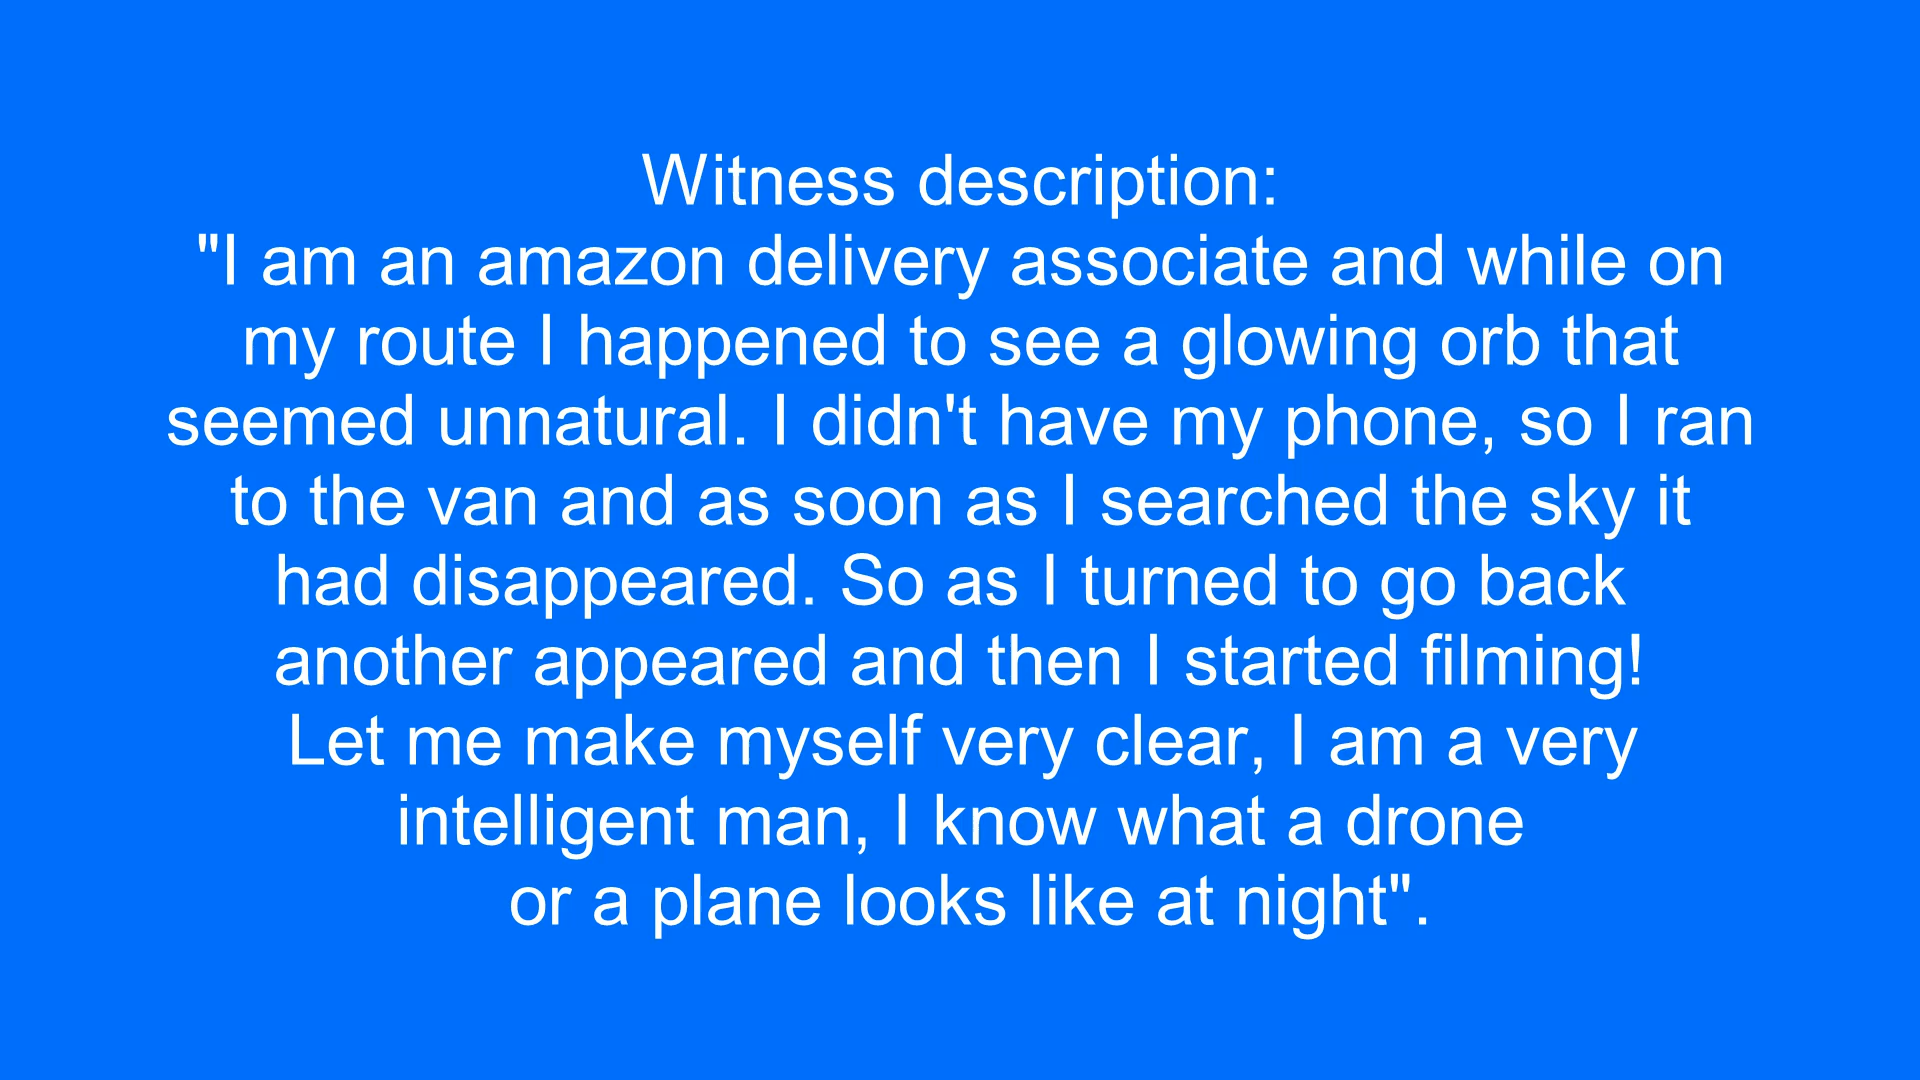 Witness description:
"I am an amazon delivery associate and while on
my route I happened to see a glowing orb that
seemed unnatural. I didn't have my phone, so I ran
to the van and as soon as I searched the sky it
had disappeared. So as I turned to go back
another appeared and then I started filming!
Let me make myself very clear, I am a very
intelligent man, I know what a drone
or a plane looks like at night".